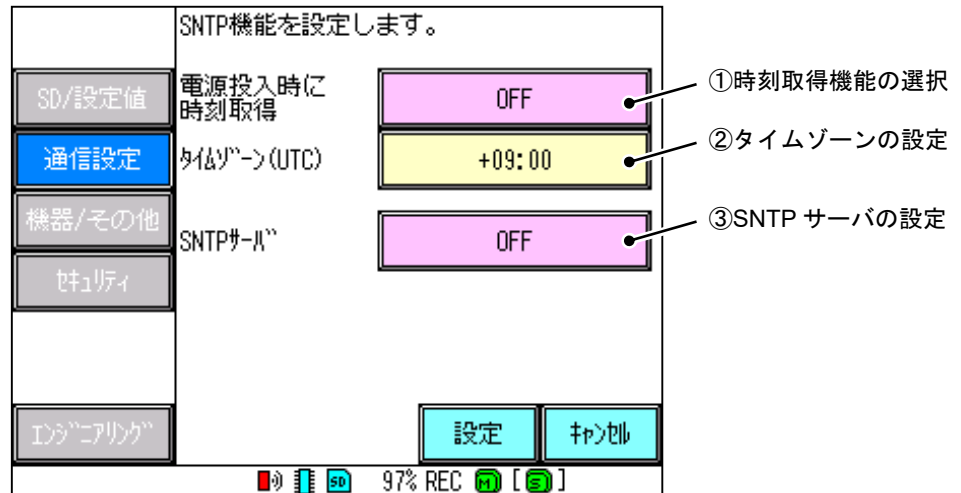 SNTP機能を設定します。
SD/設定値
電源投入時に
時刻取得
OFF
①時刻取得機能の選択
通信設定
ﾀｲﾑｿﾞｰﾝ(UTC)
+09:00
②タイムゾーンの設定
機器/その他
SNTPｻｰﾊﾞ
OFF
③SNTP サーバの設定
ｾｷｭﾘﾃｨ
ｴﾝｼﾞﾆｱﾘﾝｸﾞ
設定
ｷｬﾝｾﾙ
SD
97% REC M [S]